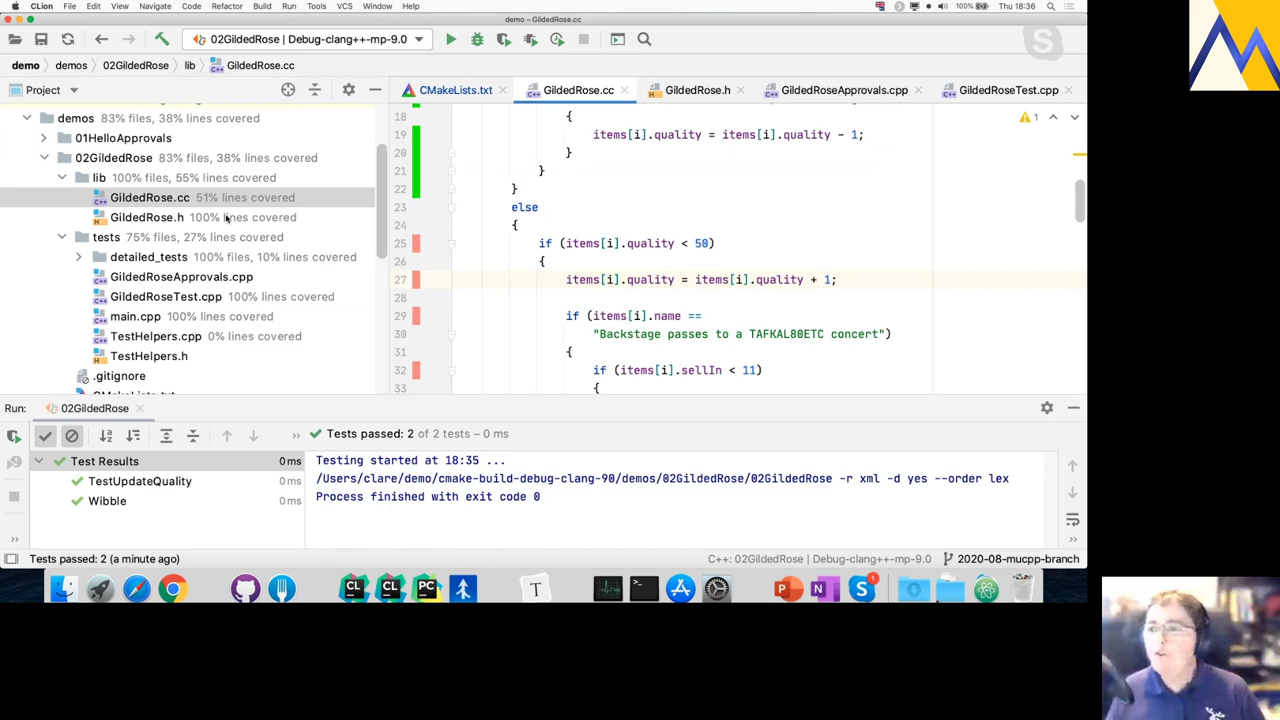 CLion File Edit View Navigate Code Refactor Build Run Tools VCS Window Help 100% Thu 18:36
demo – GildedRose.cc
02GildedRose | Debug-clang++-mp-9.0
demo demos 02GildedRose lib GildedRose.cc
Project
CMakeLists.txt GildedRose.cc GildedRose.h GildedRoseApprovals.cpp GildedRoseTest.cpp
demos 83% files, 38% lines covered
01HelloApprovals
02GildedRose 83% files, 38% lines covered
lib 100% files, 55% lines covered
GildedRose.cc 51% lines covered
GildedRose.h 100% lines covered
tests 75% files, 27% lines covered
detailed_tests 100% files, 10% lines covered
GildedRoseApprovals.cpp
GildedRoseTest.cpp 100% lines covered
main.cpp 100% lines covered
TestHelpers.cpp 0% lines covered
TestHelpers.h
.gitignore
CMakeLists.txt
18 {
19 items[i].quality = items[i].quality - 1;
20 }
21 }
22 }
23 else
24 {
25 if (items[i].quality < 50)
26 {
27 items[i].quality = items[i].quality + 1;
28
29 if (items[i].name ==
30 "Backstage passes to a TAFKAL80ETC concert")
31 {
32 if (items[i].sellIn < 11)
33 {
1
Run: 02GildedRose
Tests passed: 2 of 2 tests – 0 ms
Test Results 0 ms
TestUpdateQuality 0 ms
Wibble 0 ms
Testing started at 18:35 ...
/Users/clare/demo/cmake-build-debug-clang-90/demos/02GildedRose/02GildedRose -r xml -d yes --order lex
Process finished with exit code 0
Tests passed: 2 (a minute ago)
C++: 02GildedRose | Debug-clang++-mp-9.0 2020-08-mucpp-branch